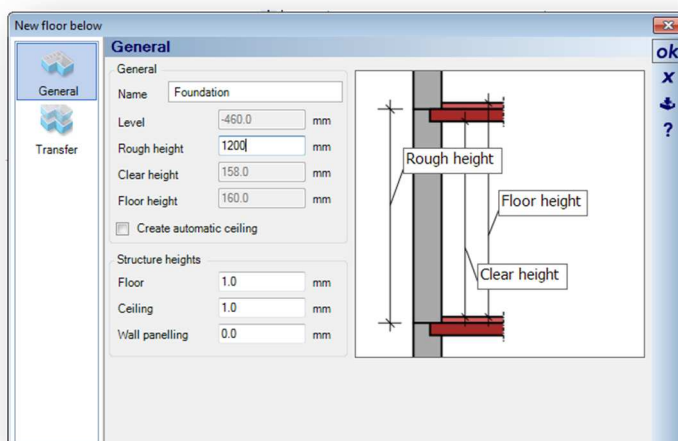 New floor below
General
Transfer
General
General
Name Foundation
Level -460.0 mm
Rough height 1200 mm
Clear height 158.0 mm
Floor height 160.0 mm
Create automatic ceiling
Structure heights
Floor 1.0 mm
Ceiling 1.0 mm
Wall panelling 0.0 mm
Rough height
Floor height
Clear height
ok
x
?